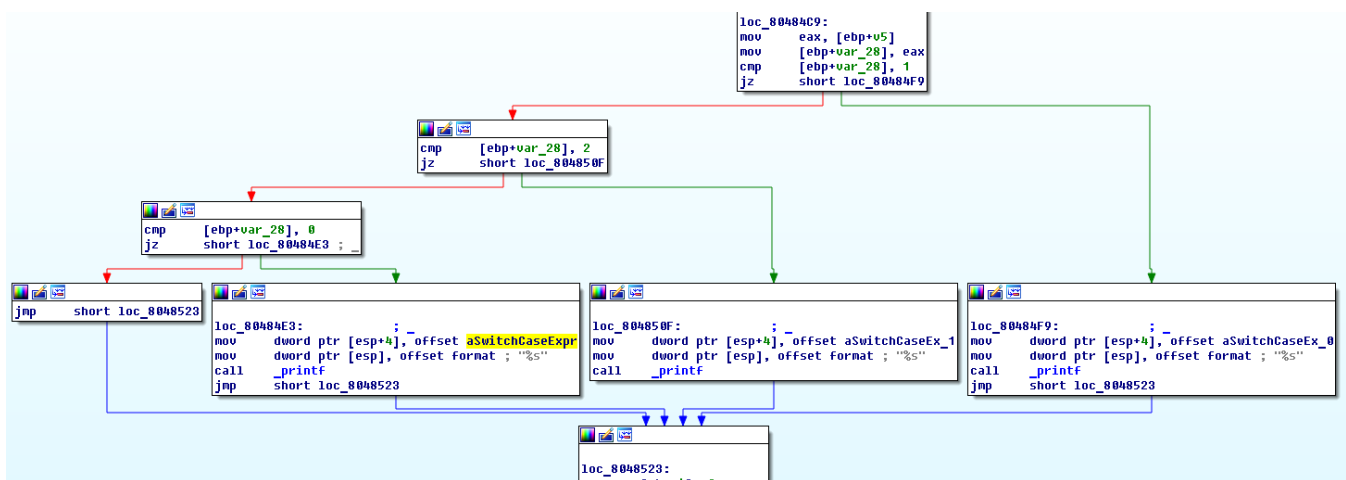 loc_80484C9:
mov eax, [ebp+v5]
mov [ebp+var_28], eax
cmp [ebp+var_28], 1
jz short loc_80484F9
cmp [ebp+var_28], 2
jz short loc_804850F
cmp [ebp+var_28], 0
jz short loc_80484E3 ; _
jmp short loc_8048523
loc_80484E3: ; _
mov dword ptr [esp+4], offset aSwitchCaseExpr
mov dword ptr [esp], offset format ; "%s"
call _printf
jmp short loc_8048523
loc_804850F: ; _
mov dword ptr [esp+4], offset aSwitchCaseEx_1
mov dword ptr [esp], offset format ; "%s"
call _printf
loc_80484F9: ; _
mov dword ptr [esp+4], offset aSwitchCaseEx_0
mov dword ptr [esp], offset format ; "%s"
call _printf
jmp short loc_8048523
loc_8048523: